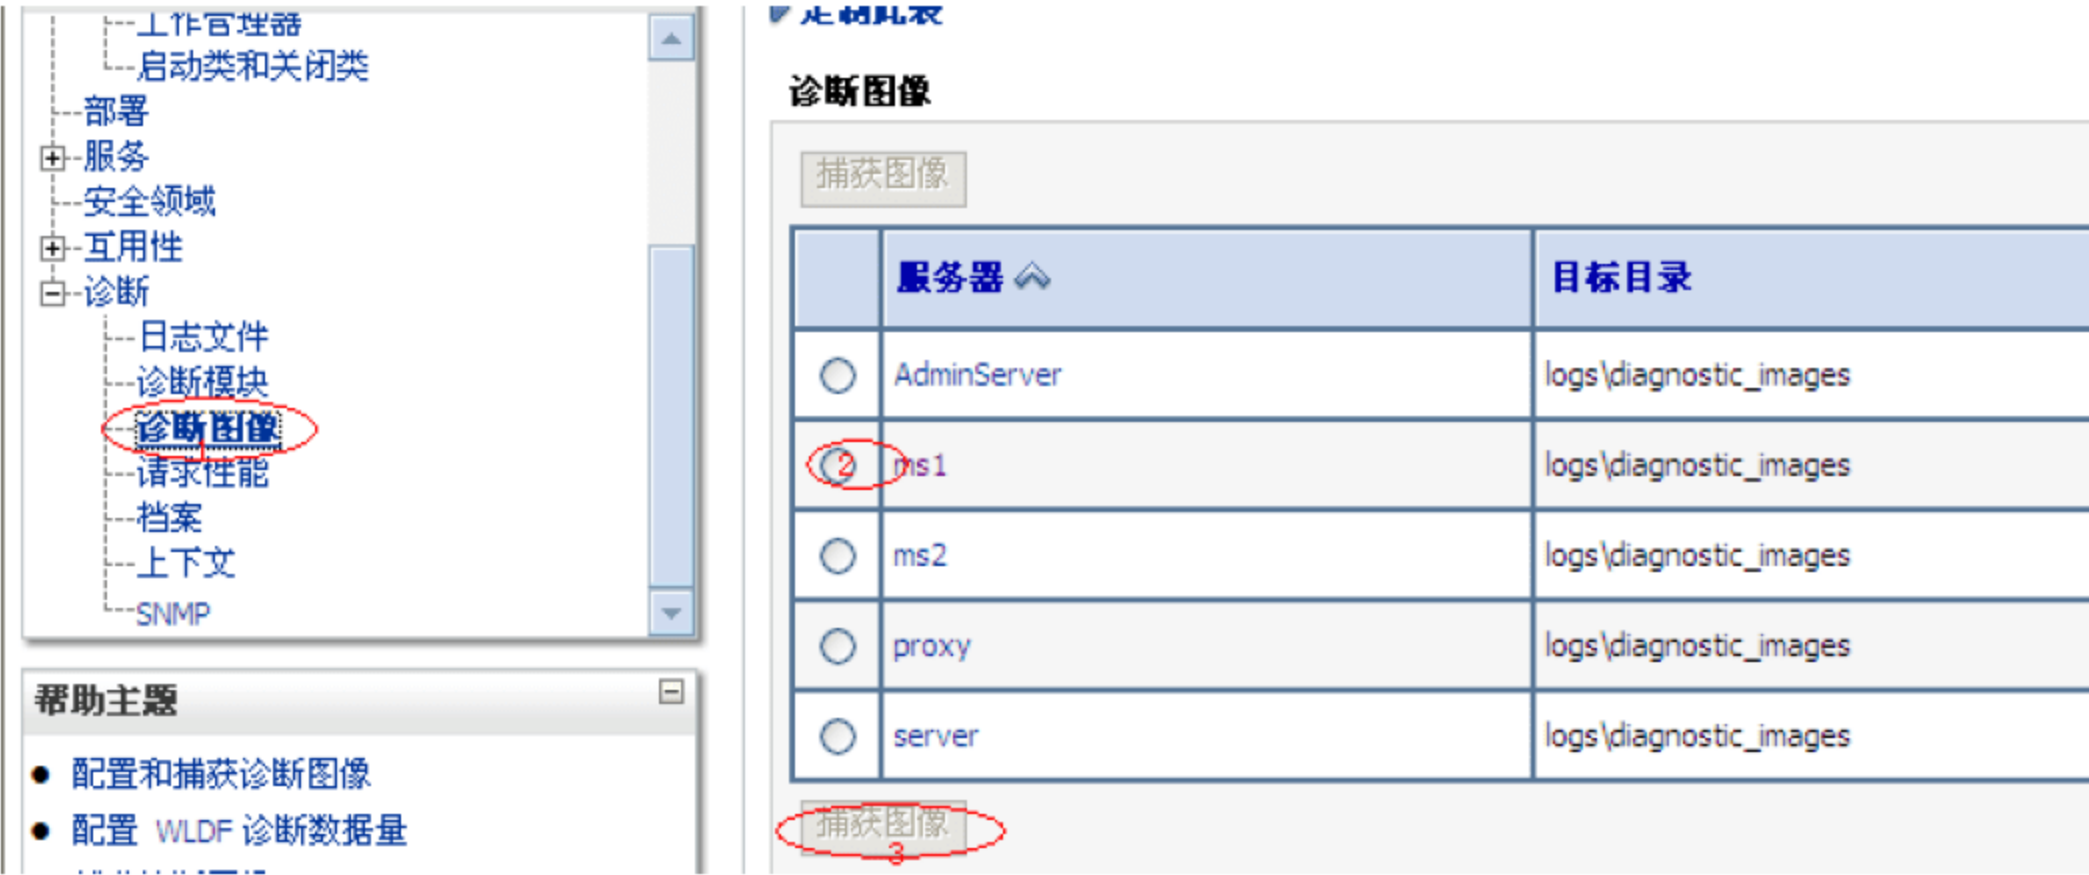 工作管理器
启动类和关闭类
部署
服务
安全领域
互用性
诊断
日志文件
诊断模块
诊断图像
1
请求性能
档案
上下文
SNMP
帮助主题
配置和捕获诊断图像
配置 WLDF 诊断数据量
定制此表
诊断图像
捕获图像
服务器 目标目录
AdminServer logs\diagnostic_images
2 ms1 logs\diagnostic_images
ms2 logs\diagnostic_images
proxy logs\diagnostic_images
server logs\diagnostic_images
捕获图像
3